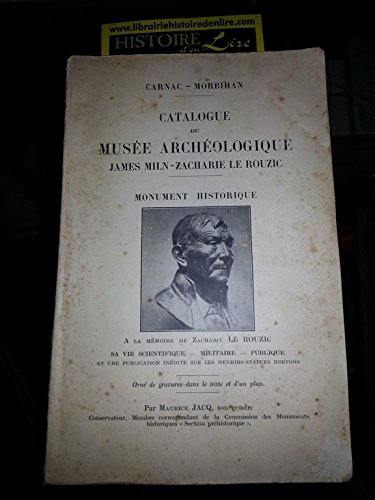 www.librairiehistoiredenlire.com
HISTOIRE
d'en Lire
CARNAC - MORBIHAN
CATALOGUE
DU
MUSÉE ARCHÉOLOGIQUE
JAMES MILN-ZACHARIE LE ROUZIC
MONUMENT HISTORIQUE
A LA MÉMOIRE DE ZACHARIE LE ROUZIC
SA VIE SCIENTIFIQUE — MILITAIRE — PUBLIQUE
ET UNE PUBLICATION INÉDITE SUR LES MENHIRS-STATUES BRETONS
Orné de gravures dans le texte et d'un plan.
Par MAURICE JACQ, son gendre
Conservateur, Membre correspondant de la Commission des Monuments
historiques « Section préhistorique ».